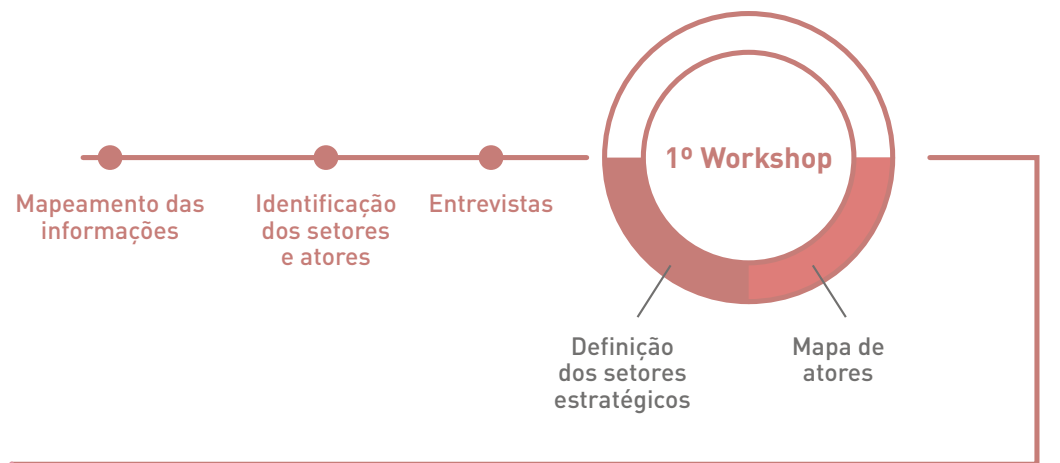 1º Workshop
Mapeamento das
informações
Identificação
dos setores
e atores
Entrevistas
Definição
dos setores
estratégicos
Mapa de
atores